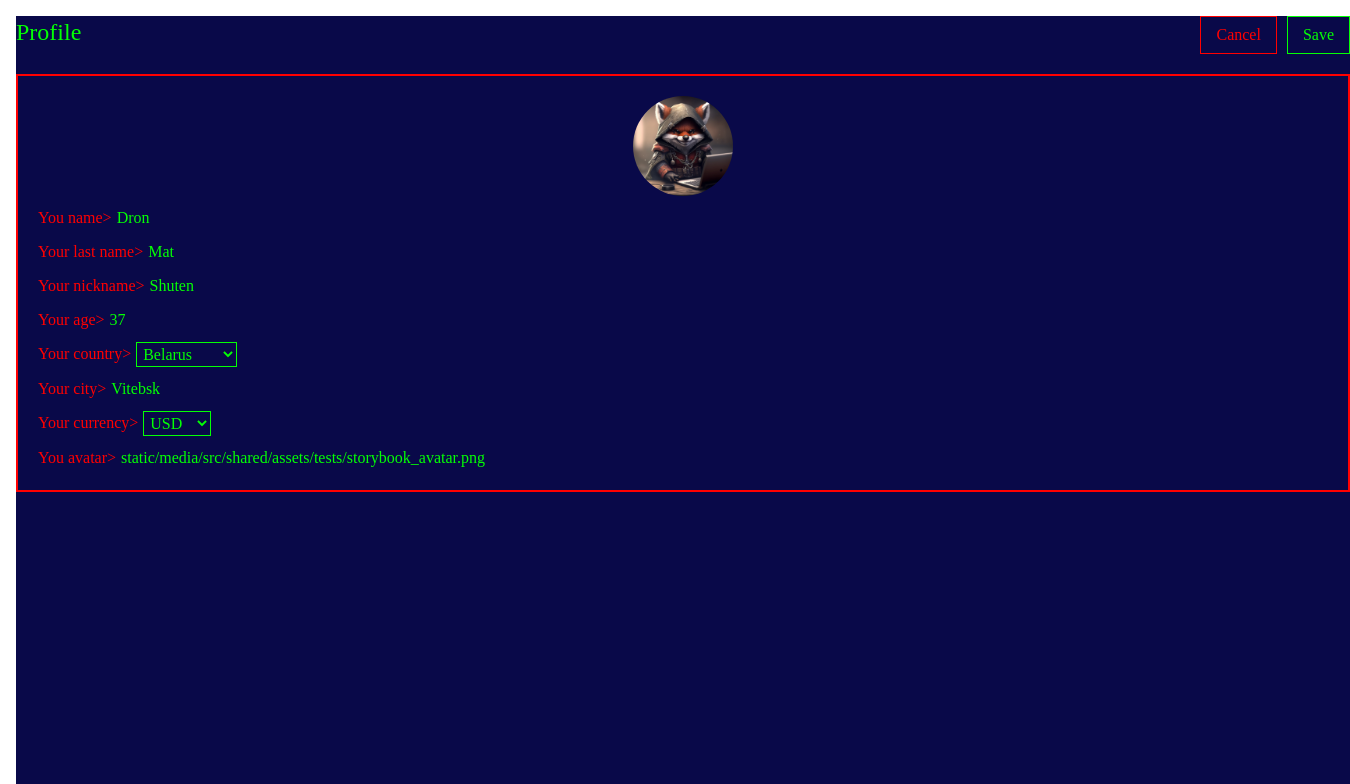 Profile
Cancel
Save
You name> Dron
Your last name> Mat
Your nickname> Shuten
Your age> 37
Your country> Belarus
Your city> Vitebsk
Your currency> USD
You avatar> static/media/src/shared/assets/tests/storybook_avatar.png